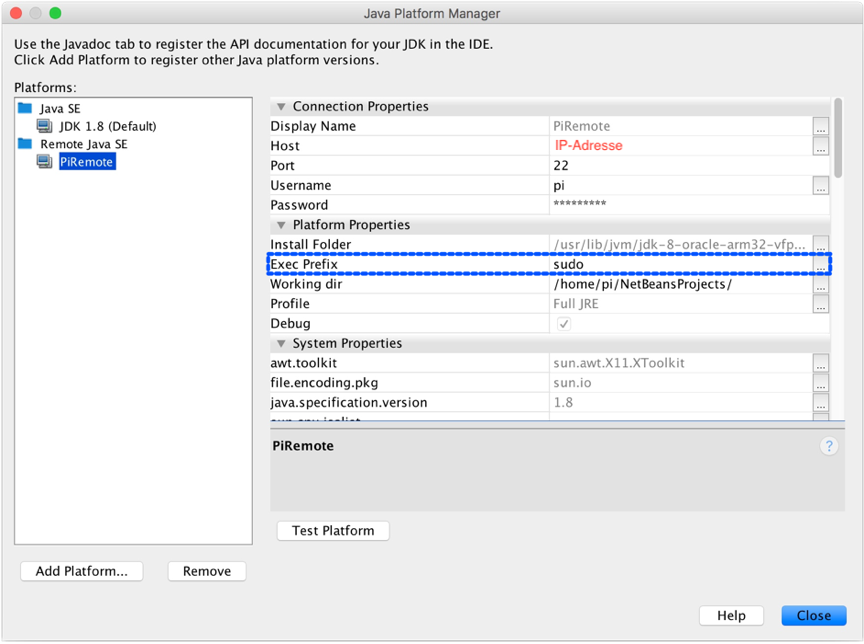 Java Platform Manager
Use the Javadoc tab to register the API documentation for your JDK in the IDE.
Click Add Platform to register other Java platform versions.
Platforms:
Java SE
JDK 1.8 (Default)
Remote Java SE
PiRemote
Connection Properties
Display Name PiRemote ...
Host IP-Adresse ...
Port 22
Username pi ...
Password *********
Platform Properties
Install Folder /usr/lib/jvm/jdk-8-oracle-arm32-vfp... ...
Exec Prefix sudo ...
Working dir /home/pi/NetBeansProjects/ ...
Profile Full JRE ...
Debug
System Properties
awt.toolkit sun.awt.X11.XToolkit ...
file.encoding.pkg sun.io ...
java.specification.version 1.8 ...
PiRemote ?
Test Platform
Add Platform... Remove
Help Close